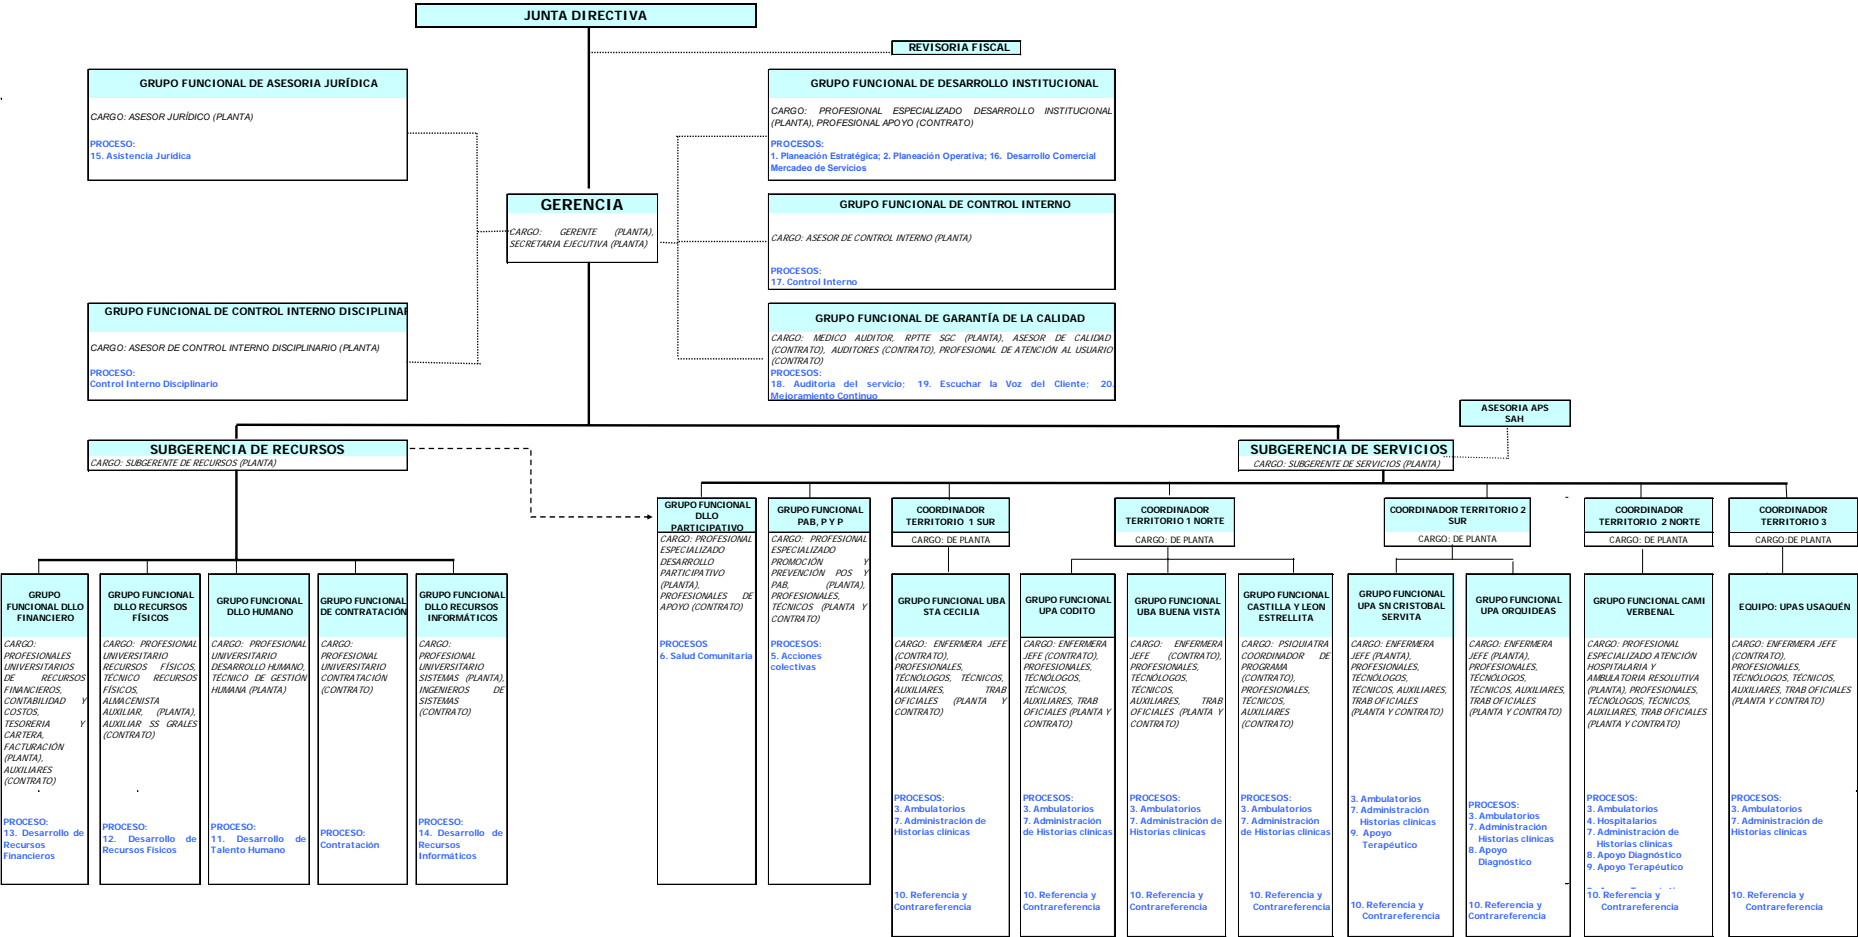 JUNTA DIRECTIVA
REVISORIA FISCAL
GRUPO FUNCIONAL DE ASESORIA JURÍDICA
CARGO: ASESOR JURÍDICO (PLANTA)
PROCESO:
15. Asistencia Jurídica
GRUPO FUNCIONAL DE DESARROLLO INSTITUCIONAL
CARGO: PROFESIONAL ESPECIALIZADO DESARROLLO INSTITUCIONAL
(PLANTA), PROFESIONAL APOYO (CONTRATO)
PROCESOS:
1. Planeación Estratégica; 2. Planeación Operativa; 16. Desarrollo Comercial
Mercadeo de Servicios
GERENCIA
CARGO: GERENTE (PLANTA),
SECRETARIA EJECUTIVA (PLANTA)
GRUPO FUNCIONAL DE CONTROL INTERNO
CARGO: ASESOR DE CONTROL INTERNO (PLANTA)
PROCESOS:
17. Control Interno
GRUPO FUNCIONAL DE CONTROL INTERNO DISCIPLINAR
CARGO: ASESOR DE CONTROL INTERNO DISCIPLINARIO (PLANTA)
PROCESO:
Control Interno Disciplinario
GRUPO FUNCIONAL DE GARANTÍA DE LA CALIDAD
CARGO: MEDICO AUDITOR, RPTTE SGC (PLANTA), ASESOR DE CALIDAD
(CONTRATO), AUDITORES (CONTRATO), PROFESIONAL DE ATENCIÓN AL USUARIO
(CONTRATO)
PROCESOS:
18. Auditoria del servicio; 19. Escuchar la Voz del Cliente; 20.
Mejoramiento Continuo
ASESORIA APS
SAH
SUBGERENCIA DE RECURSOS
CARGO: SUBGERENTE DE RECURSOS (PLANTA)
SUBGERENCIA DE SERVICIOS
CARGO: SUBGERENTE DE SERVICIOS (PLANTA)
GRUPO
FUNCIONAL DLLO
FINANCIERO
CARGO:
PROFESIONALES
UNIVERSITARIOS
DE RECURSOS
FINANCIEROS,
CONTABILIDAD Y
COSTOS,
TESORERIA Y
CARTERA,
FACTURACIÓN
(PLANTA),
AUXILIARES
(CONTRATO)
PROCESO:
13. Desarrollo de
Recursos
Financieros
GRUPO FUNCIONAL
DLLO RECURSOS
FÍSICOS
CARGO: PROFESIONAL
UNIVERSITARIO
RECURSOS FÍSICOS,
TÉCNICO RECURSOS
FÍSICOS,
ALMACENISTA
AUXILIAR, (PLANTA),
AUXILIAR SS GRALES
(CONTRATO)
PROCESO:
12. Desarrollo de
Recursos Físicos
GRUPO FUNCIONAL
DLLO HUMANO
CARGO: PROFESIONAL
UNIVERSITARIO
DESARROLLO HUMANO,
TÉCNICO DE GESTIÓN
HUMANA (PLANTA)
PROCESO:
11. Desarrollo de
Talento Humano
GRUPO FUNCIONAL
DE CONTRATACIÓN
CARGO:
PROFESIONAL
UNIVERSITARIO
CONTRATACIÓN
(CONTRATO)
PROCESO:
Contratación
GRUPO FUNCIONAL
DLLO RECURSOS
INFORMÁTICOS
CARGO:
PROFESIONAL
UNIVERSITARIO
SISTEMAS (PLANTA),
INGENIEROS DE
SISTEMAS
(CONTRATO)
PROCESO:
14. Desarrollo de
Recursos
Informáticos
GRUPO FUNCIONAL
DLLO
PARTICIPATIVO
CARGO: PROFESIONAL
ESPECIALIZADO
DESARROLLO
PARTICIPATIVO
(PLANTA),
PROFESIONALES DE
APOYO (CONTRATO)
PROCESOS
6. Salud Comunitaria
GRUPO FUNCIONAL
PAB, P Y P
CARGO: PROFESIONAL
ESPECIALIZADO
PROMOCIÓN Y
PREVENCIÓN POS Y
PAB, (PLANTA),
PROFESIONALES,
TÉCNICOS (PLANTA Y
CONTRATO)
PROCESOS:
5. Acciones
colectivas
COORDINADOR
TERRITORIO 1 SUR
CARGO: DE PLANTA
GRUPO FUNCIONAL UBA
STA CECILIA
CARGO: ENFERMERA JEFE
(CONTRATO),
PROFESIONALES,
TÉCNÓLOGOS, TÉCNICOS,
AUXILIARES, TRAB
OFICIALES (PLANTA Y
CONTRATO)
PROCESOS:
3. Ambulatorios
7. Administración de
Historias clínicas
10. Referencia y
Contrareferencia
COORDINADOR
TERRITORIO 1 NORTE
CARGO: DE PLANTA
GRUPO FUNCIONAL
UPA CODITO
CARGO: ENFERMERA
JEFE (CONTRATO),
PROFESIONALES,
TÉCNÓLOGOS,
TÉCNICOS,
AUXILIARES, TRAB
OFICIALES (PLANTA Y
CONTRATO)
PROCESOS:
3. Ambulatorios
7. Administración
de Historias clínicas
10. Referencia y
Contrareferencia
GRUPO FUNCIONAL
UBA BUENA VISTA
CARGO: ENFERMERA
JEFE (CONTRATO),
PROFESIONALES,
TÉCNÓLOGOS,
TÉCNICOS,
AUXILIARES, TRAB
OFICIALES (PLANTA Y
CONTRATO)
PROCESOS:
3. Ambulatorios
7. Administración de
Historias clínicas
10. Referencia y
Contrareferencia
GRUPO FUNCIONAL
CASTILLA Y LEON
ESTRELLITA
CARGO: PSIQUIATRA
COORDINADOR DE
PROGRAMA
(CONTRATO),
PROFESIONALES,
TÉCNICOS,
AUXILIARES
(CONTRATO)
PROCESOS:
3. Ambulatorios
7. Administración
de Historias clínicas
10. Referencia y
Contrareferencia
COORDINADOR TERRITORIO 2
SUR
CARGO: DE PLANTA
GRUPO FUNCIONAL
UPA SN CRISTOBAL
SERVITA
CARGO: ENFERMERA
JEFE (PLANTA),
PROFESIONALES,
TÉCNÓLOGOS,
TÉCNICOS, AUXILIARES,
TRAB OFICIALES
(PLANTA Y CONTRATO)
3. Ambulatorios
7. Administración
Historias clínicas
9. Apoyo
Terapéutico
10. Referencia y
Contrareferencia
GRUPO FUNCIONAL
UPA ORQUIDEAS
CARGO: ENFERMERA
JEFE (PLANTA),
PROFESIONALES,
TÉCNÓLOGOS,
TÉCNICOS, AUXILIARES,
TRAB OFICIALES
(PLANTA Y CONTRATO)
PROCESOS:
3. Ambulatorios
7. Administración
Historias clínicas
8. Apoyo
Diagnóstico
10. Referencia y
Contrareferencia
COORDINADOR
TERRITORIO 2 NORTE
CARGO: DE PLANTA
GRUPO FUNCIONAL CAMI
VERBENAL
CARGO: PROFESIONAL
ESPECIALIZADO ATENCIÓN
HOSPITALARIA Y
AMBULATORIA RESOLUTIVA
(PLANTA), PROFESIONALES,
TÉCNÓLOGOS, TÉCNICOS,
AUXILIARES, TRAB OFICIALES
(PLANTA Y CONTRATO)
PROCESOS:
3. Ambulatorios
4. Hospitalarios
7. Administración de
Historias clínicas
8. Apoyo Diagnóstico
9. Apoyo Terapéutico
10. Referencia y
Contrareferencia
COORDINADOR
TERRITORIO 3
CARGO:DE PLANTA
EQUIPO: UPAS USAQUÉN
CARGO: ENFERMERA JEFE
(CONTRATO),
PROFESIONALES,
TÉCNÓLOGOS, TÉCNICOS,
AUXILIARES, TRAB OFICIALES
(PLANTA Y CONTRATO)
PROCESOS:
3. Ambulatorios
7. Administración de
Historias clínicas
10. Referencia y
Contrareferencia